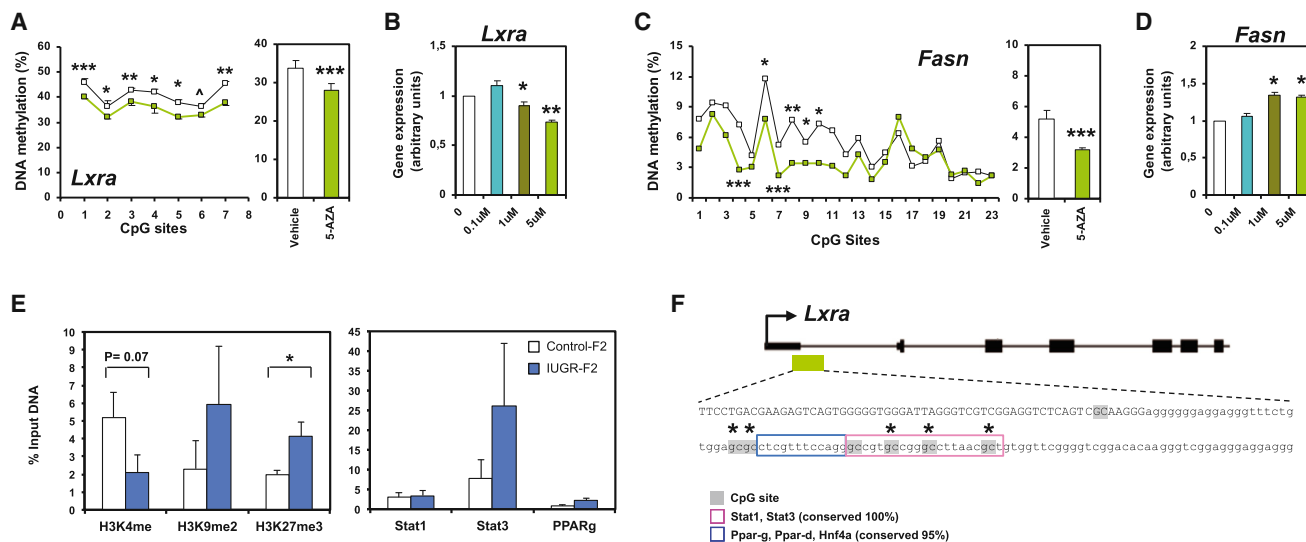 A
DNA methylation (%)
60
50
40
30
20
10
0
*** * ** * * ^ **
Lxra
0 1 2 3 4 5 6 7 8
CpG sites
40
30
20
10
0
***
Vehicle
5-AZA
B
Lxra
Gene expression
(arbitrary units)
1,5
1
0,5
0
*
**
0
0.1uM
1uM
5uM
C
Fasn
DNA methylation (%)
15
12
9
6
3
0
* ** * *
*** ***
1 3 5 7 9 11 13 15 17 19 21 23
CpG Sites
10
8
6
4
2
0
***
Vehicle
5-AZA
D
Fasn
Gene expression
(arbitrary units)
2
1,5
1
0,5
0
* *
0
0.1uM
1uM
5uM
E
% Input DNA
10
9
8
7
6
5
4
3
2
1
0
P= 0.07
*
H3K4me H3K9me2 H3K27me3
45
40
35
30
25
20
15
10
5
0
Control-F2
IUGR-F2
Stat1 Stat3 PPARg
F
Lxra
TTCCTGACGAAGAGTCAGTGGGGGTGGGATTAGGGTCGTCGGAGGTCTCAGTCGCAAGGGaggggggaggagggtttctg
* * * * *
tggagcgcctcgtttccagggccgtgccgggccttaacgctgtggttcggggtcggacacaagggtcggagggaggaggg
CpG site
Stat1, Stat3 (conserved 100%)
Ppar-g, Ppar-d, Hnf4a (conserved 95%)